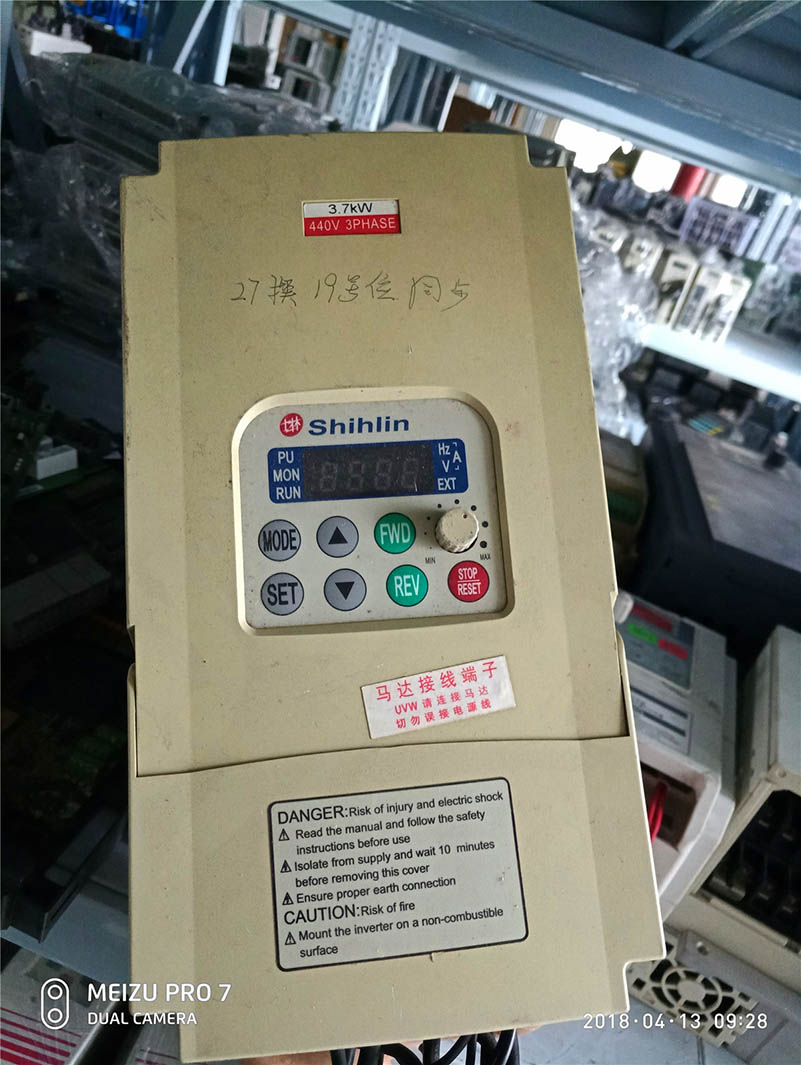 3.7kW
440V 3PHASE
27换 19号位 同步
Shihlin
PU
MON
RUN
Hz
A
V
EXT
MODE
FWD
MIN
MAX
SET
REV
STOP
RESET
马达接线端子
UVW请连接马达
切勿误接电源线
DANGER:Risk of injury and electric shock
Read the manual and follow the safety
instructions before use
Isolate from supply and wait 10 minutes
before removing this cover
Ensure proper earth connection
CAUTION:Risk of fire
Mount the inverter on a non-combustible
surface
MEIZU PRO 7
DUAL CAMERA
2018·04·13 09:28